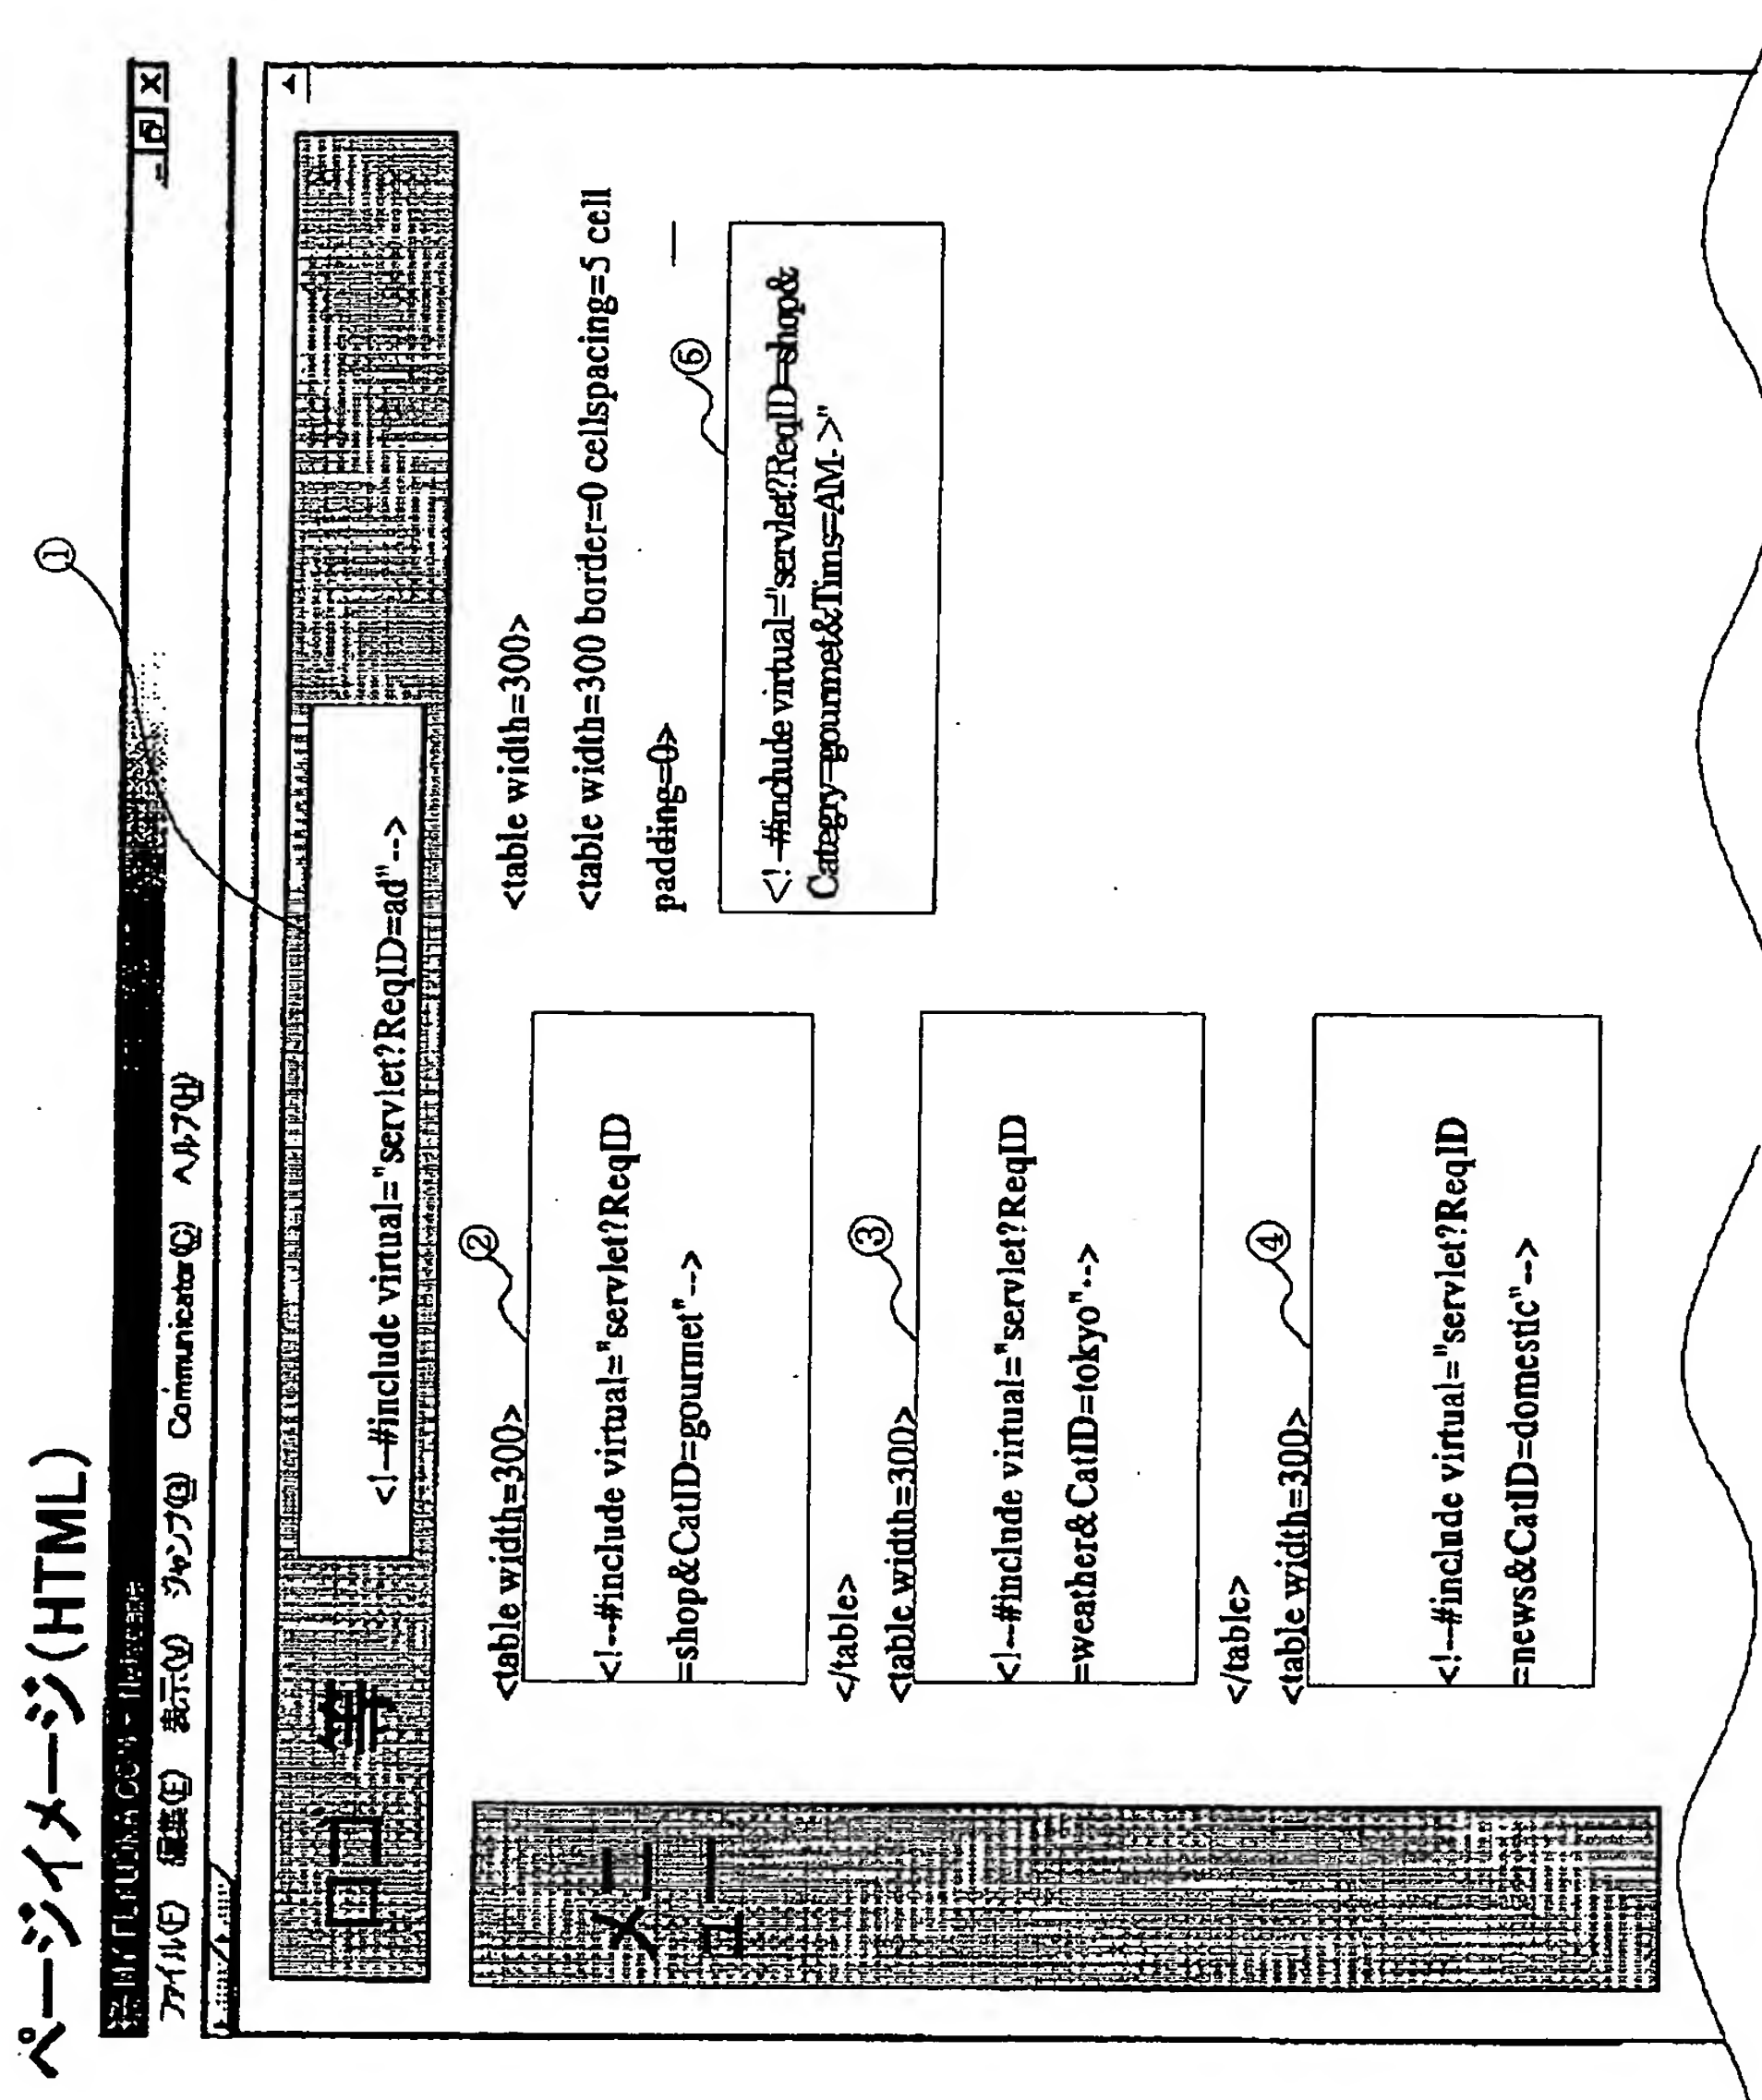 ページイメージ(HTML)
ファイル(F) 編集(E) 表示(V) ジャンプ(G) Communicator(C) ヘルプ(H)
①
ロゴ等
<!--#include virtual="servlet?ReqID=ad"-->
メニュー
<table width=300>
②
<!--#include virtual="servlet?ReqID
=shop&CatID=gourmet"-->
</table>
<table width=300>
③
<!--#include virtual="servlet?ReqID
=weather&CatID=tokyo"-->
</table>
<table width=300>
④
<!--#include virtual="servlet?ReqID
=news&CatID=domestic"-->
<table width=300>
<table width=300 border=0 cellspacing=5 cell
padding=0>
⑤
<!-#include virtual="servlet?ReqID=shop&
Categry=gourmet&Tims=AM->"